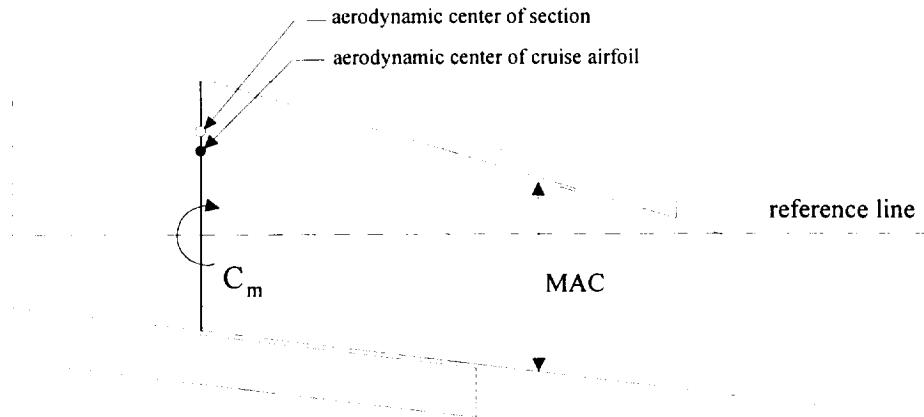 aerodynamic center of section
aerodynamic center of cruise airfoil
reference line
C_m
MAC